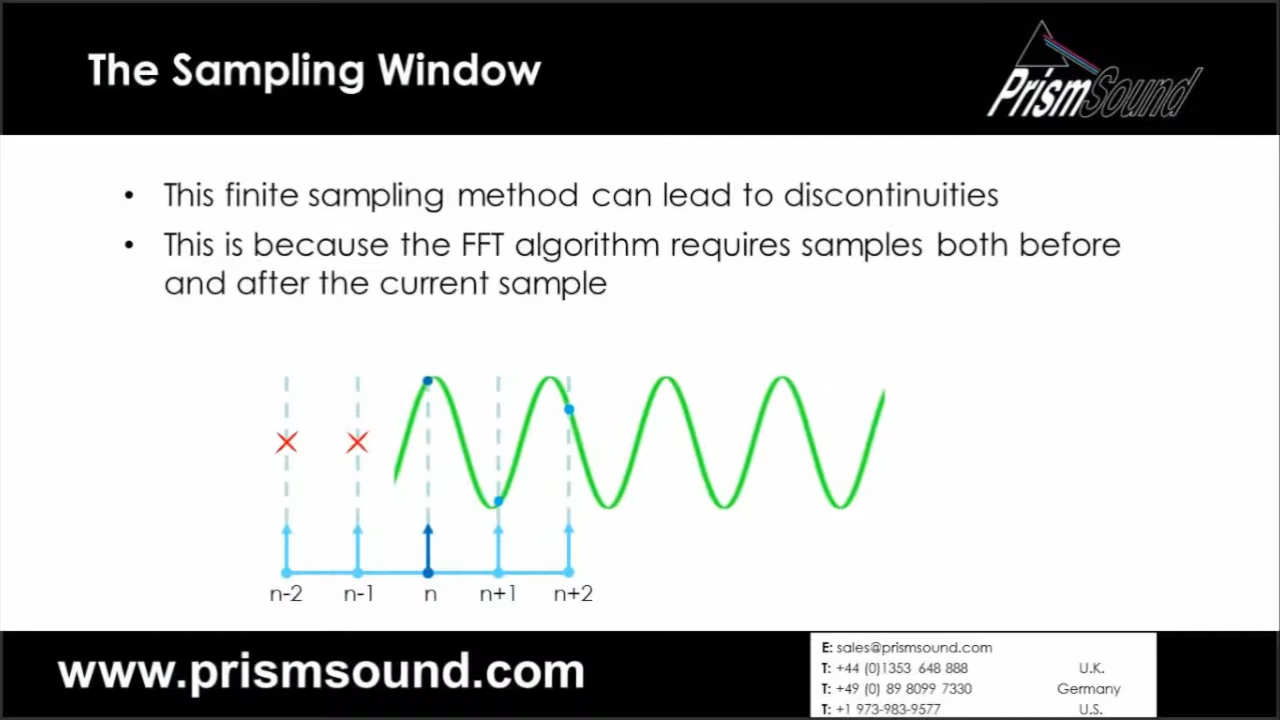 The Sampling Window
PrismSound
• This finite sampling method can lead to discontinuities
• This is because the FFT algorithm requires samples both before
and after the current sample
n-2 n-1 n n+1 n+2
www.prismsound.com
E: sales@prismsound.com
T: +44 (0)1353 648 888 U.K.
T: +49 (0) 89 8099 7330 Germany
T: +1 973-983-9577 U.S.